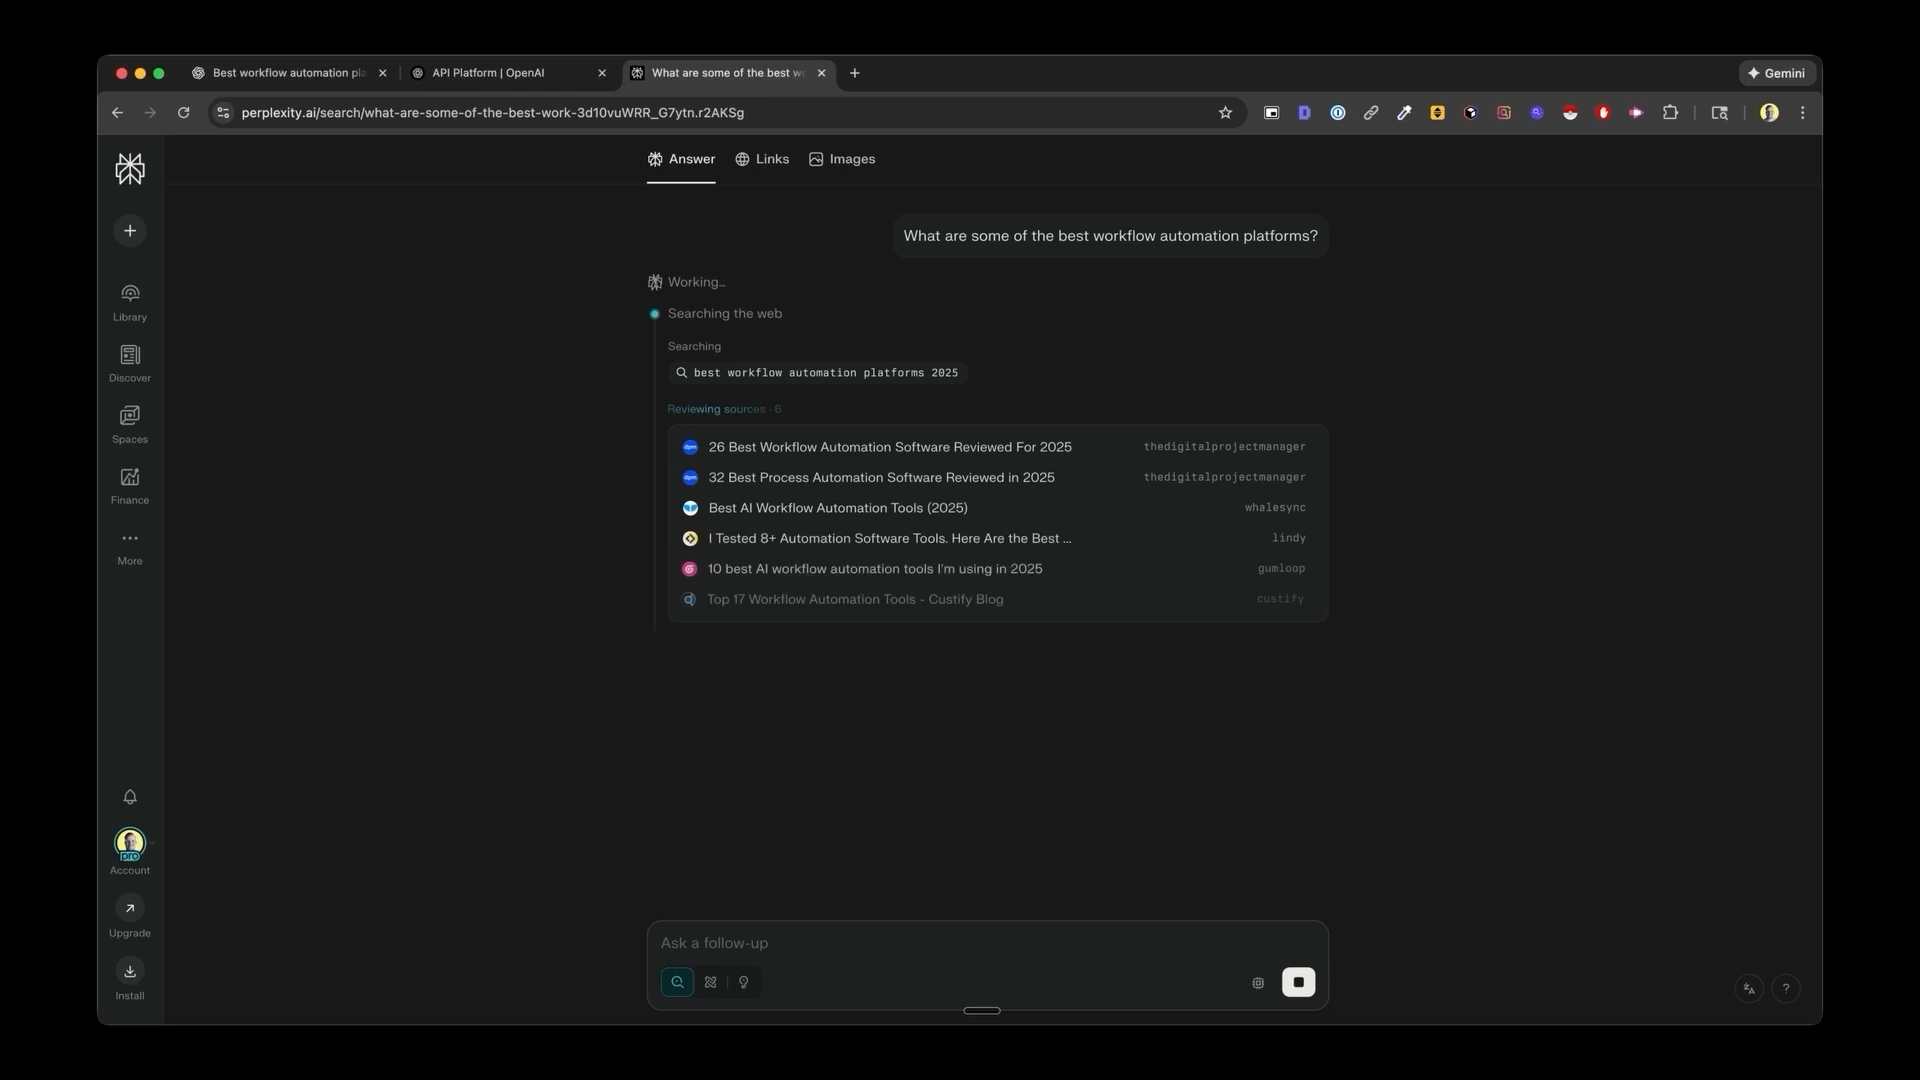 Best workflow automation pla
API Platform | OpenAI
What are some of the best wo
Gemini
perplexity.ai/search/what-are-some-of-the-best-work-3d10vuWRR_G7ytn.r2AKSg
Answer
Links
Images
What are some of the best workflow automation platforms?
Working...
Searching the web
Searching
best workflow automation platforms 2025
Reviewing sources · 6
26 Best Workflow Automation Software Reviewed For 2025 thedigitalprojectmanager
32 Best Process Automation Software Reviewed in 2025 thedigitalprojectmanager
Best AI Workflow Automation Tools (2025) whalesync
I Tested 8+ Automation Software Tools. Here Are the Best ... lindy
10 best AI workflow automation tools I'm using in 2025 gumloop
Top 17 Workflow Automation Tools - Custify Blog custify
Library
Discover
Spaces
Finance
More
pro
Account
Upgrade
Install
Ask a follow-up
?